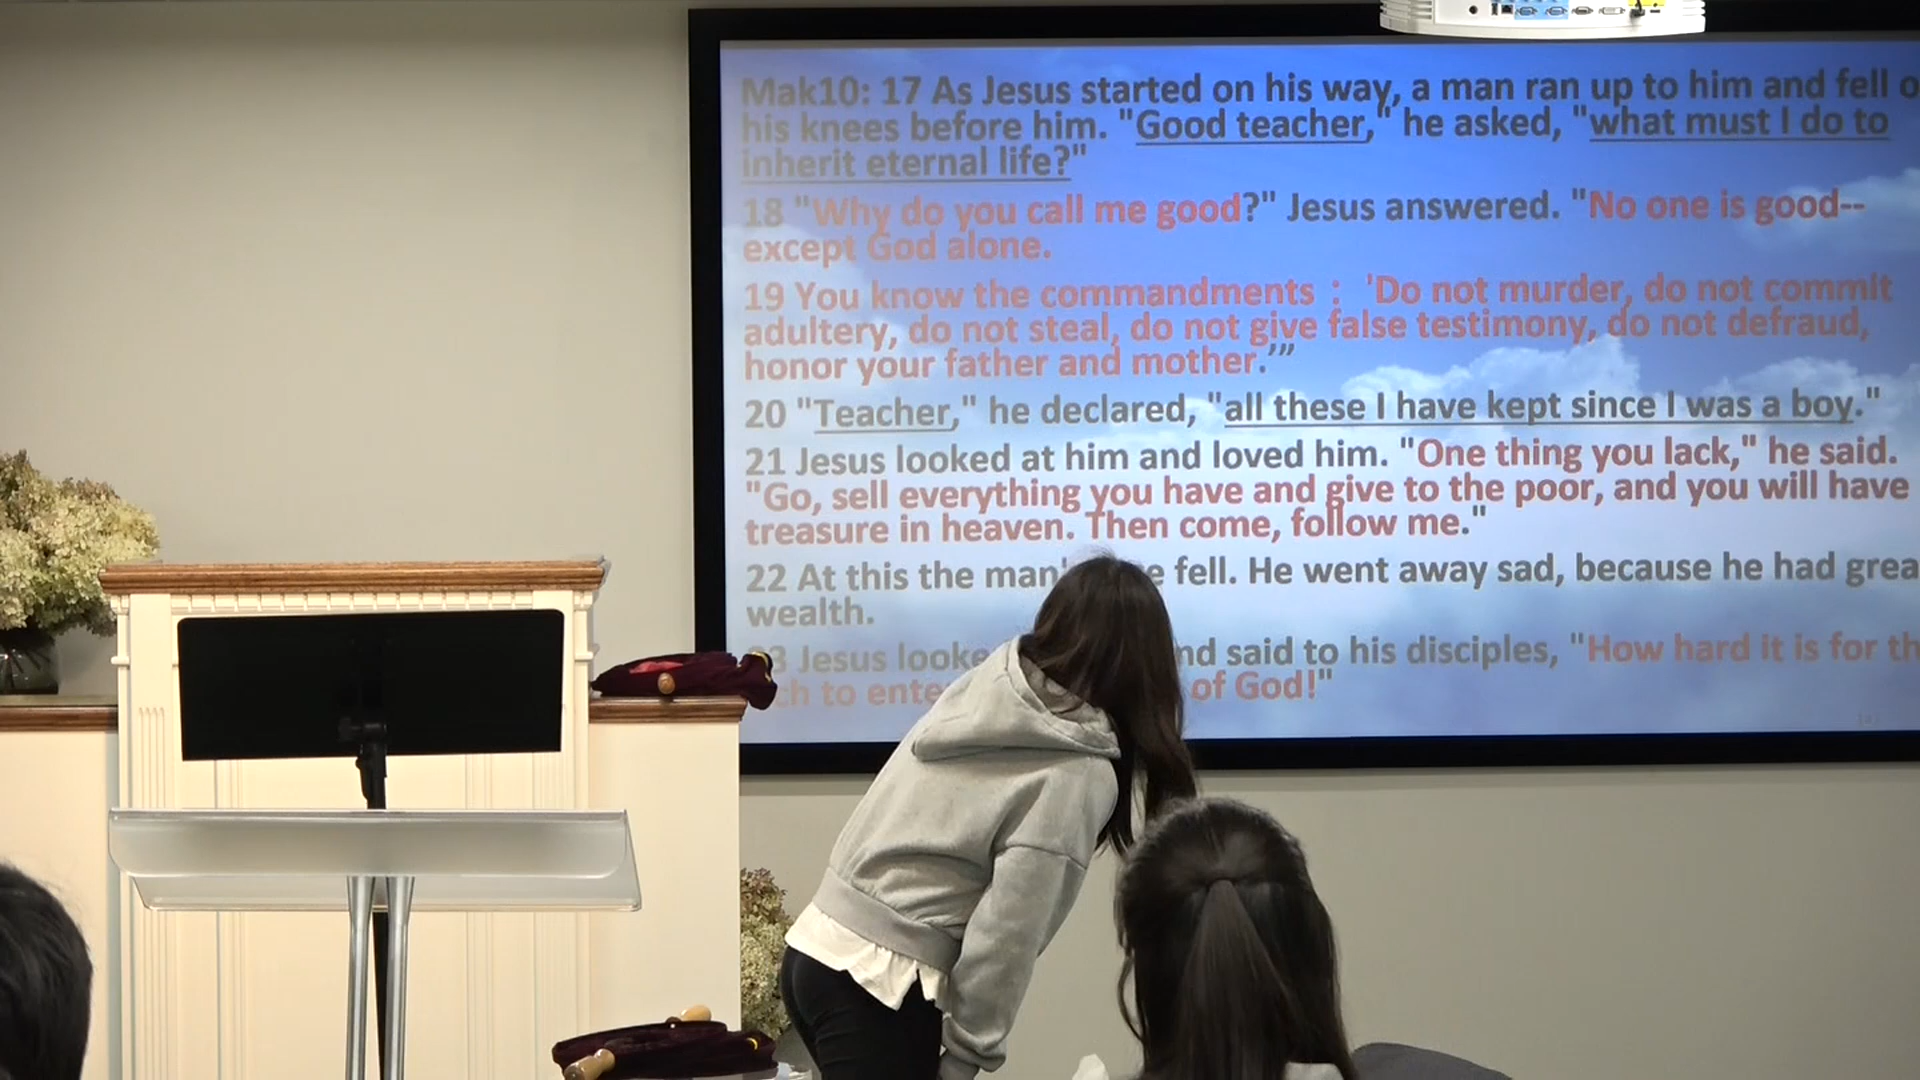 Mak10: 17 As Jesus started on his way, a man ran up to him and fell o
his knees before him. "Good teacher," he asked, "what must I do to
inherit eternal life?"
18 "Why do you call me good?" Jesus answered. "No one is good--
except God alone.
19 You know the commandments : 'Do not murder, do not commit
adultery, do not steal, do not give false testimony, do not defraud,
honor your father and mother.'”
20 "Teacher," he declared, "all these I have kept since I was a boy."
21 Jesus looked at him and loved him. "One thing you lack," he said.
"Go, sell everything you have and give to the poor, and you will have
treasure in heaven. Then come, follow me."
22 At this the man' e fell. He went away sad, because he had grea
wealth.
3 Jesus looke nd said to his disciples, "How hard it is for th
ch to ente of God!"